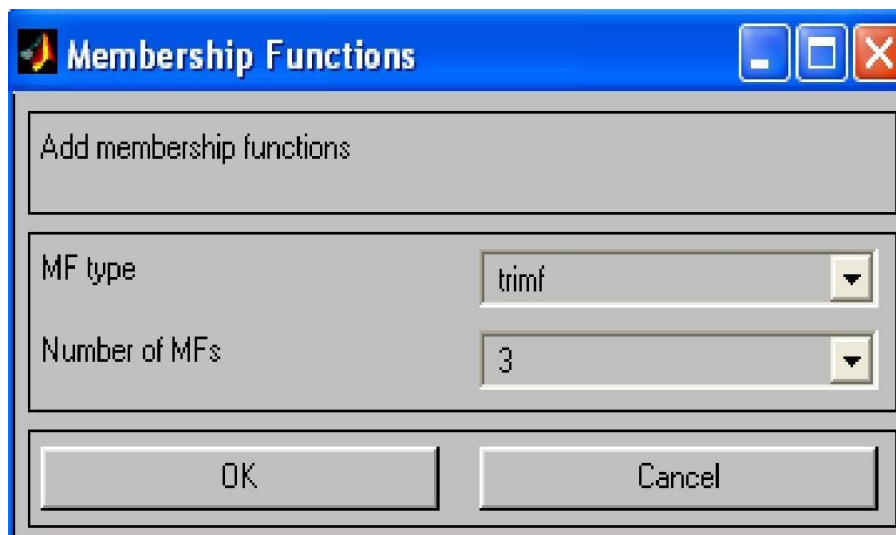 Membership Functions
Add membership functions
MF type
trimf
Number of MFs
3
OK
Cancel